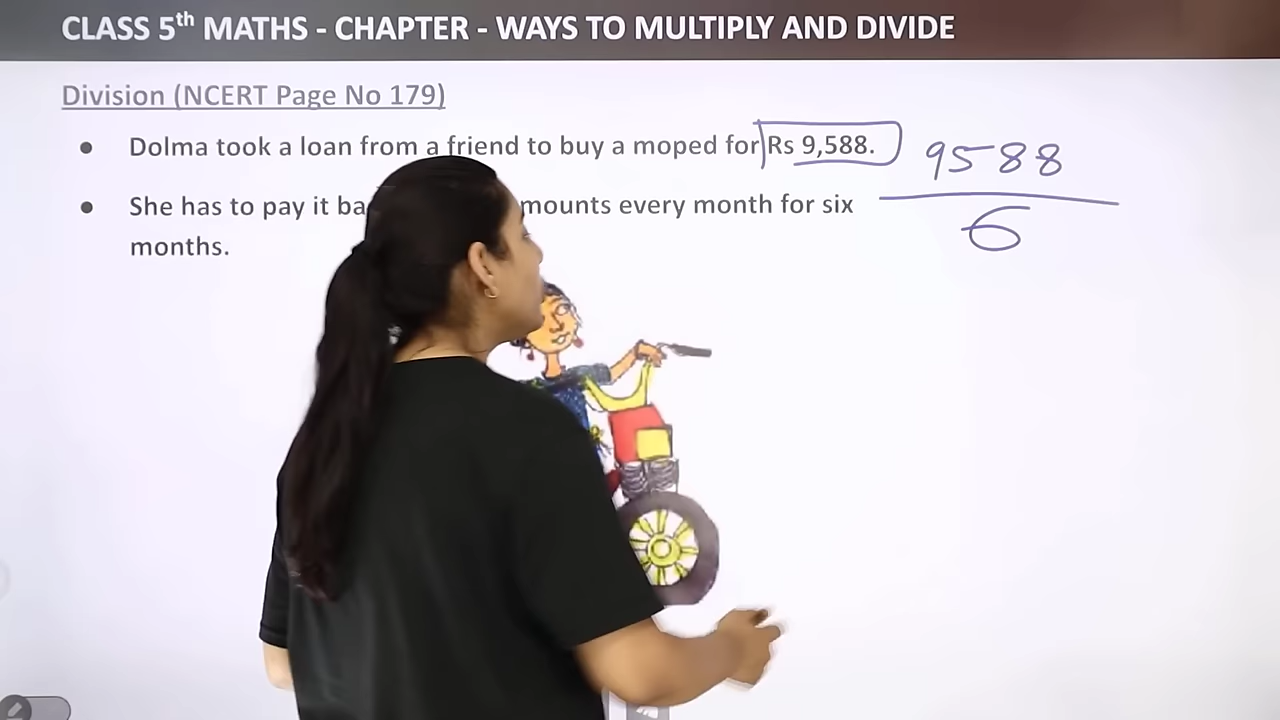 CLASS 5th MATHS - CHAPTER - WAYS TO MULTIPLY AND DIVIDE
Division (NCERT Page No 179)
• Dolma took a loan from a friend to buy a moped for Rs 9,588.
• She has to pay it mounts every month for six
months.
9588
6